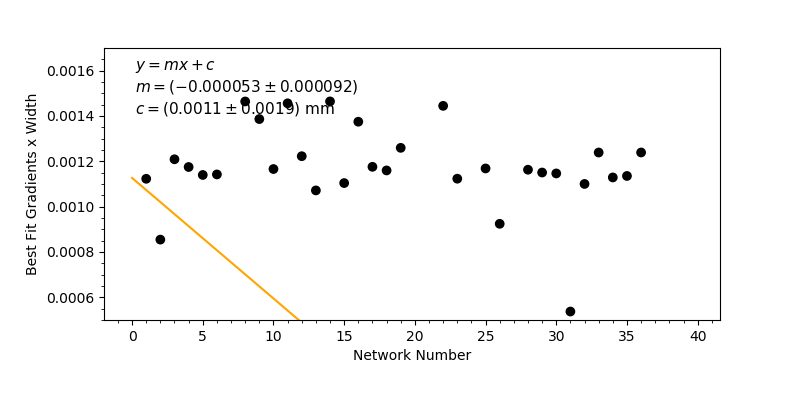 y = mx + c
m = (−0.000053 ± 0.000092)
c = (0.0011 ± 0.0019) mm
0.0016
0.0014
0.0012
0.0010
0.0008
0.0006
Best Fit Gradients x Width
0 5 10 15 20 25 30 35 40
Network Number